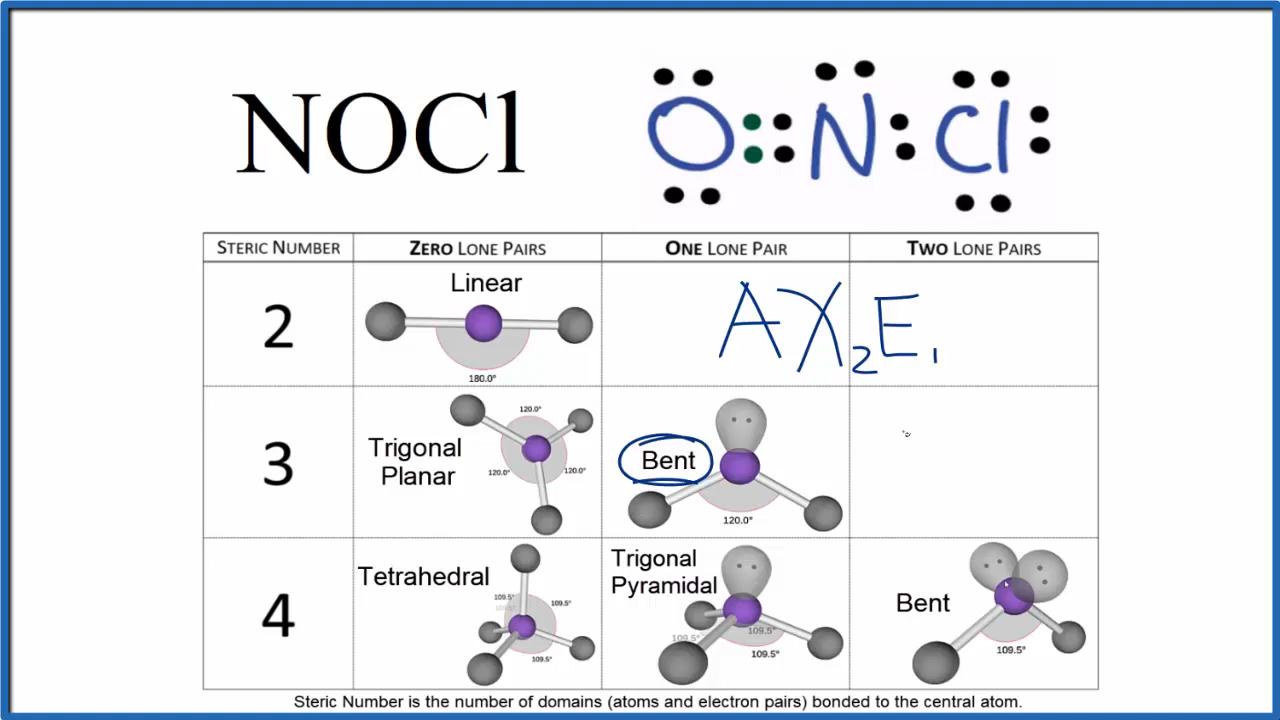 NOCl
O N Cl
STERIC NUMBER ZERO LONE PAIRS ONE LONE PAIR TWO LONE PAIRS
2 Linear 180.0° AX₂E₁
3 Trigonal Planar 120.0° 120.0° 120.0° Bent 120.0°
4 Tetrahedral 109.5° 109.5° 109.5° Trigonal Pyramidal 109.5° 109.5° 109.5° Bent 109.5°
Steric Number is the number of domains (atoms and electron pairs) bonded to the central atom.